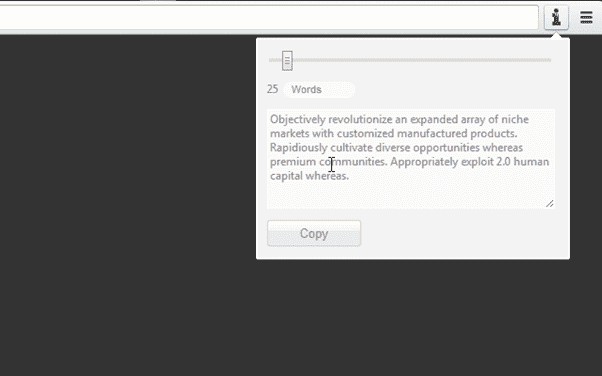 25 Words
Objectively revolutionize an expanded array of niche
markets with customized manufactured products.
Rapidiously cultivate diverse opportunities whereas
premium communities. Appropriately exploit 2.0 human
capital whereas.
Copy